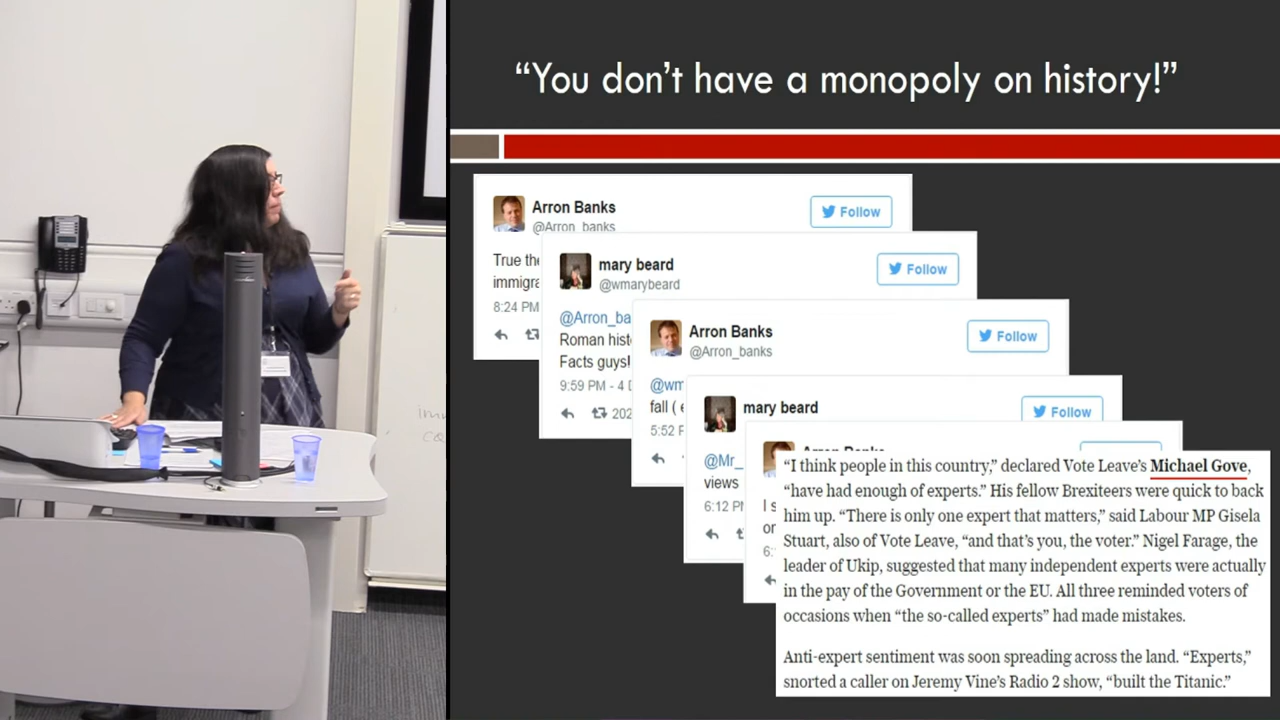 “You don’t have a monopoly on history!”
Arron Banks
@Arron_banks
Follow
True the
immigra
8:24 PM
mary beard
@wmarybeard
Follow
@Arron_ba
Roman hist
Facts guys!
9:59 PM - 4 D
202
Arron Banks
@Arron_banks
Follow
@wm
fall ( e
5:52 P
mary beard
Follow
@Mr_
views
6:12 PM
Arron Banks
I s
or
6:
“I think people in this country,” declared Vote Leave’s Michael Gove,
“have had enough of experts.” His fellow Brexiteers were quick to back
him up. “There is only one expert that matters,” said Labour MP Gisela
Stuart, also of Vote Leave, “and that’s you, the voter.” Nigel Farage, the
leader of Ukip, suggested that many independent experts were actually
in the pay of the Government or the EU. All three reminded voters of
occasions when “the so-called experts” had made mistakes.
Anti-expert sentiment was soon spreading across the land. “Experts,”
snorted a caller on Jeremy Vine’s Radio 2 show, “built the Titanic.”